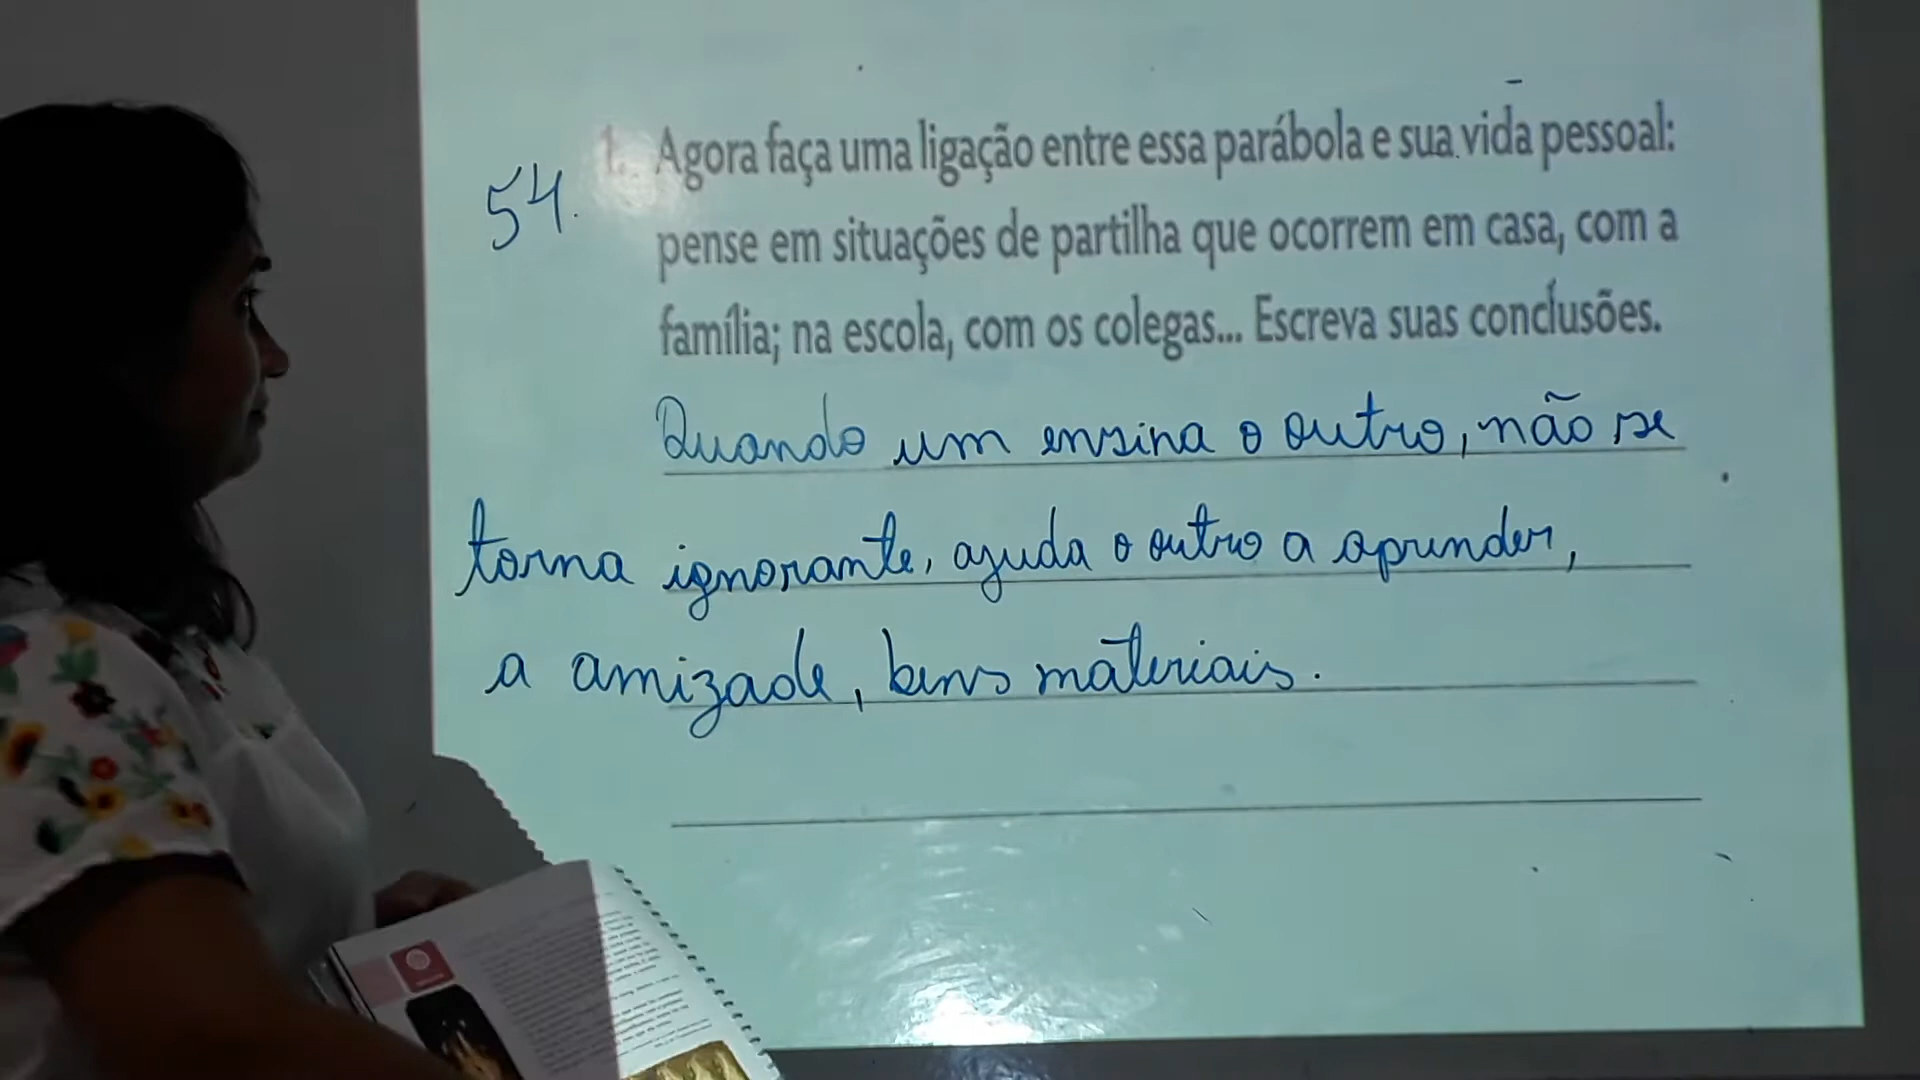 54. 1. Agora faça uma ligação entre essa parábola e sua vida pessoal:
pense em situações de partilha que ocorrem em casa, com a
família; na escola, com os colegas... Escreva suas conclusões.
Quando um ensina o outro, não se
torna ignorante, ajuda o outro a aprender,
a amizade, bens materiais.